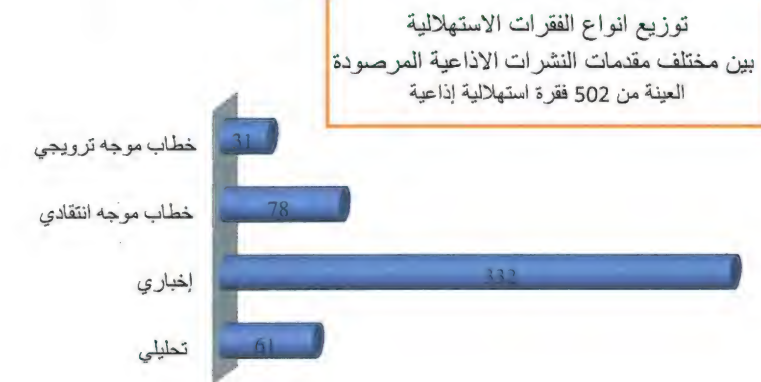 توزيع انواع الفقرات الاستهلالية
بين مختلف مقدمات النشرات الاذاعية المرصودة
العينة من 502 فقرة استهلالية إذاعية
خطاب موجه ترويجي 31
خطاب موجه انتقادي 78
إخباري 332
تحليلي 61